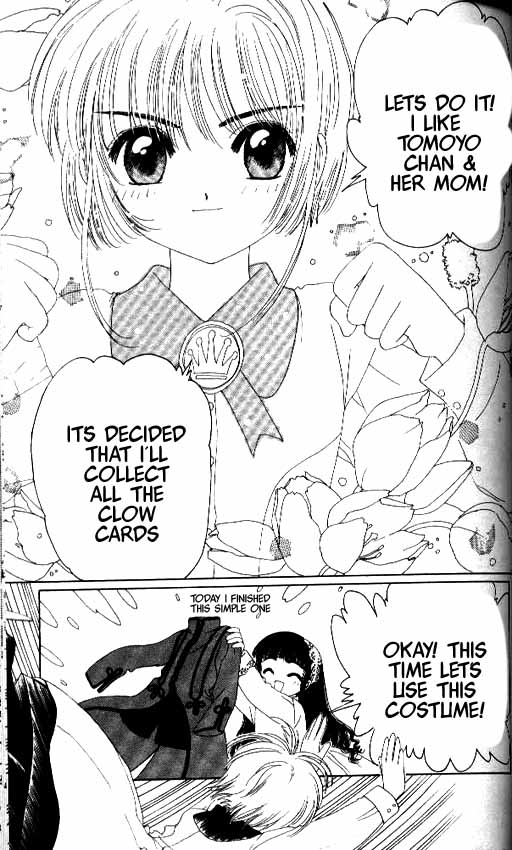 LETS DO IT!
I LIKE
TOMOYO
CHAN &
HER MOM!
ITS DECIDED
THAT I'LL
COLLECT
ALL THE
CLOW
CARDS
TODAY I FINISHED
THIS SIMPLE ONE
OKAY! THIS
TIME LETS
USE THIS
COSTUME!